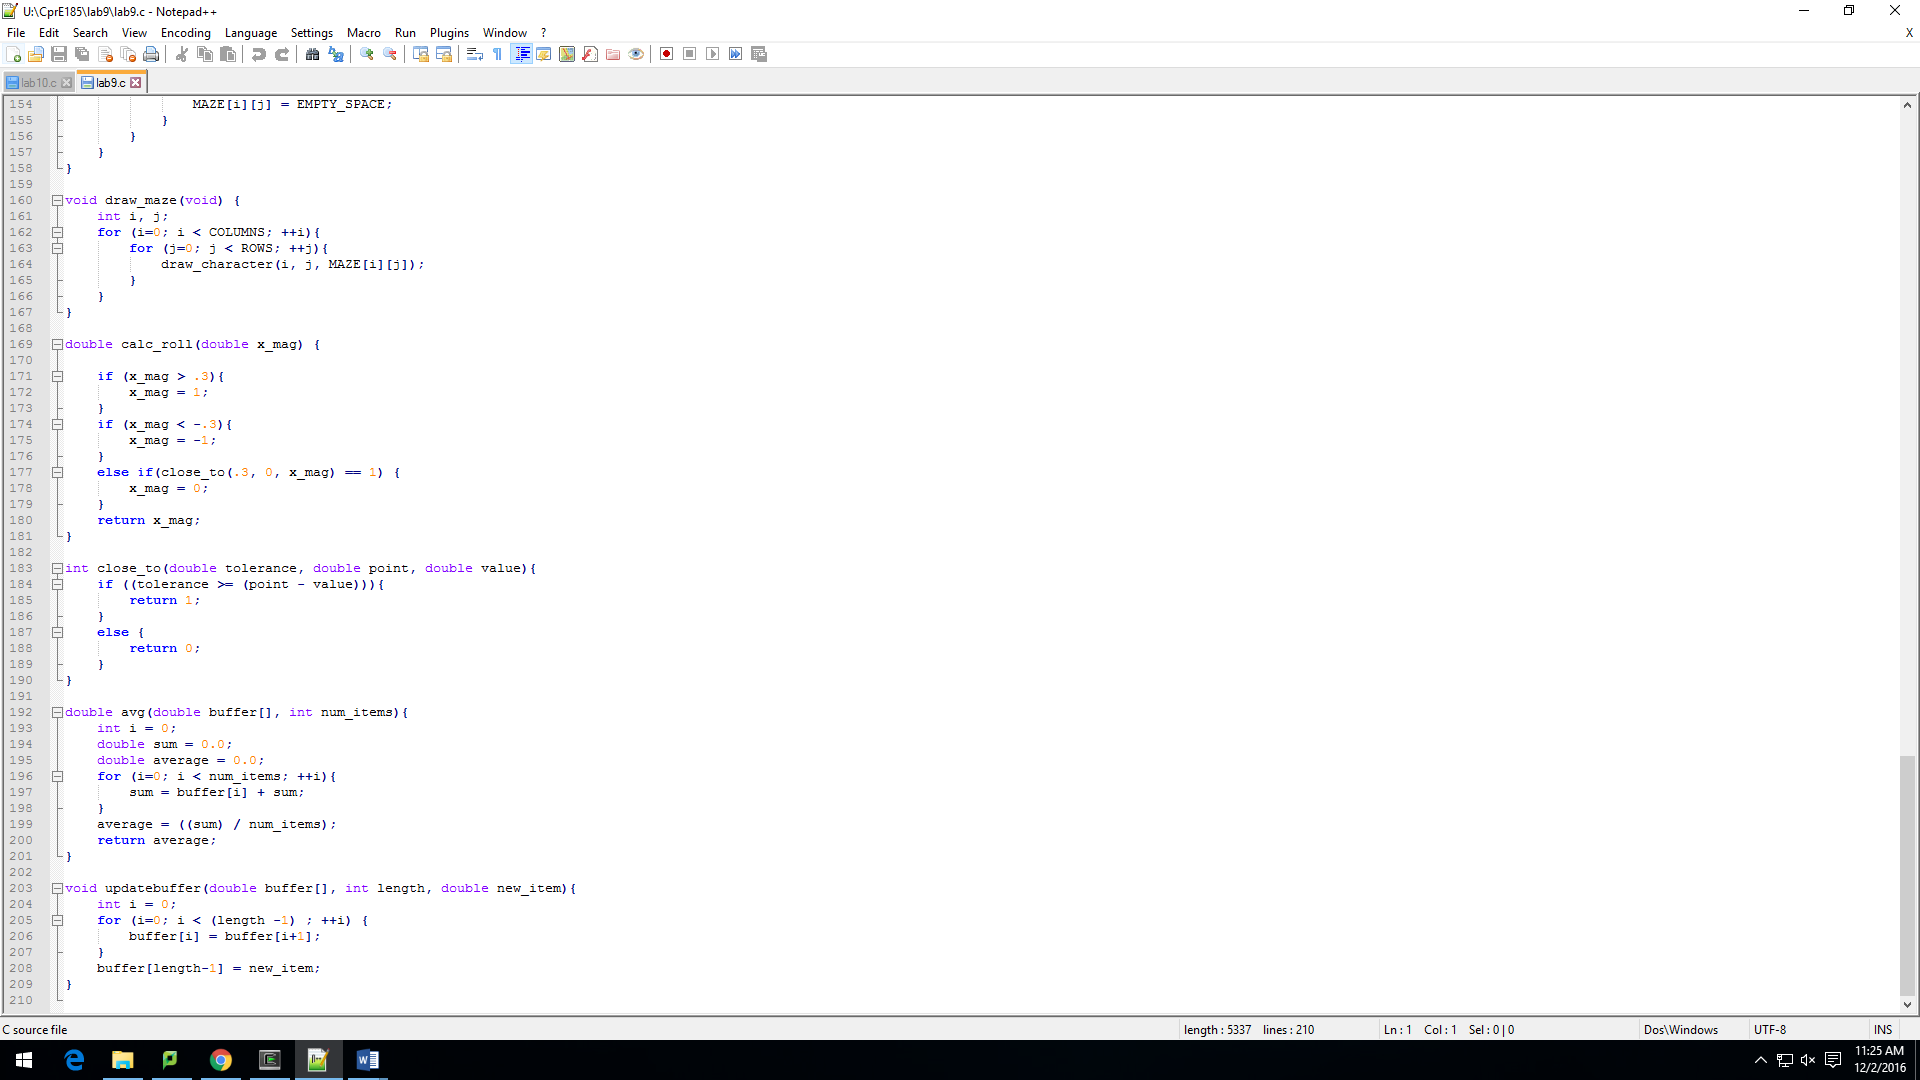 U:\CprE185\lab9\lab9.c - Notepad++
File Edit Search View Encoding Language Settings Macro Run Plugins Window ? X
lab10.c lab9.c
154 MAZE[i][j] = EMPTY_SPACE;
155 }
156 }
157 }
158 }
159
160 void draw_maze(void) {
161 int i, j;
162 for (i=0; i < COLUMNS; ++i){
163 for (j=0; j < ROWS; ++j){
164 draw_character(i, j, MAZE[i][j]);
165 }
166 }
167 }
168
169 double calc_roll(double x_mag) {
170
171 if (x_mag > .3){
172 x_mag = 1;
173 }
174 if (x_mag < -.3){
175 x_mag = -1;
176 }
177 else if(close_to(.3, 0, x_mag) == 1) {
178 x_mag = 0;
179 }
180 return x_mag;
181 }
182
183 int close_to(double tolerance, double point, double value){
184 if ((tolerance >= (point - value))){
185 return 1;
186 }
187 else {
188 return 0;
189 }
190 }
191
192 double avg(double buffer[], int num_items){
193 int i = 0;
194 double sum = 0.0;
195 double average = 0.0;
196 for (i=0; i < num_items; ++i){
197 sum = buffer[i] + sum;
198 }
199 average = ((sum) / num_items);
200 return average;
201 }
202
203 void updatebuffer(double buffer[], int length, double new_item){
204 int i = 0;
205 for (i=0; i < (length -1) ; ++i) {
206 buffer[i] = buffer[i+1];
207 }
208 buffer[length-1] = new_item;
209 }
210
C source file length : 5337 lines : 210 Ln : 1 Col : 1 Sel : 0 | 0 Dos\Windows UTF-8 INS
11:25 AM
12/2/2016